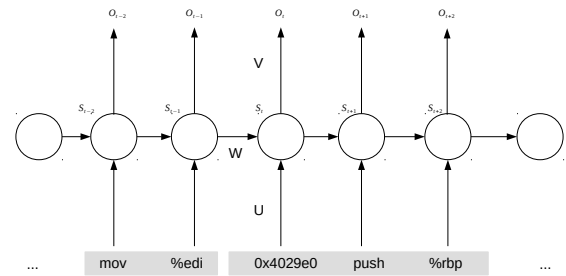 O_{t-2} O_{t-1} O_t O_{t+1} O_{t+2}
V
S_{t-2} S_{t-1} S_t S_{t+1} S_{t+2}
W
U
... mov %edi 0x4029e0 push %rbp ...